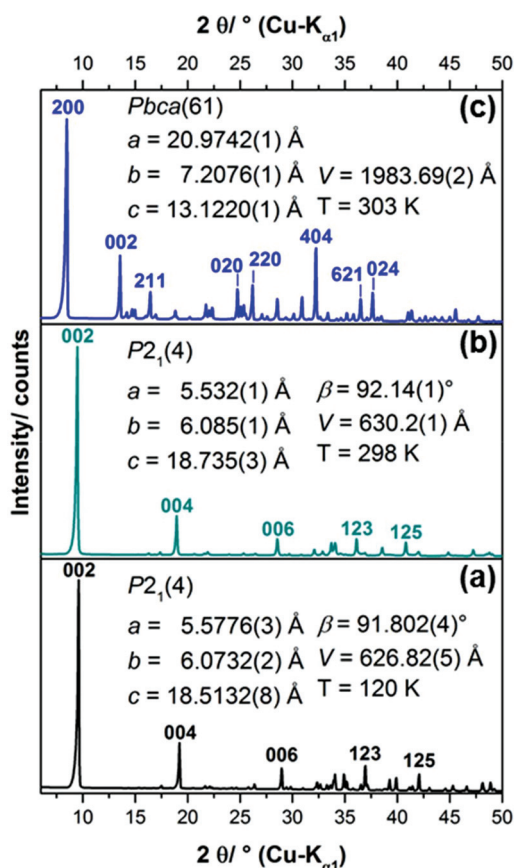 2 θ/ ° (Cu-Kα1)
10 15 20 25 30 35 40 45 50
(c)
200
Pbca(61)
a = 20.9742(1) Å
b = 7.2076(1) Å V = 1983.69(2) Å
c = 13.1220(1) Å T = 303 K
002 211 020 220 404 621 024
(b)
002
P2₁(4)
a = 5.532(1) Å β = 92.14(1)°
b = 6.085(1) Å V = 630.2(1) Å
c = 18.735(3) Å T = 298 K
004 006 123 125
(a)
002
P2₁(4)
a = 5.5776(3) Å β = 91.802(4)°
b = 6.0732(2) Å V = 626.82(5) Å
c = 18.5132(8) Å T = 120 K
004 006 123 125
Intensity/ counts
10 15 20 25 30 35 40 45 50
2 θ/ ° (Cu-Kα1)